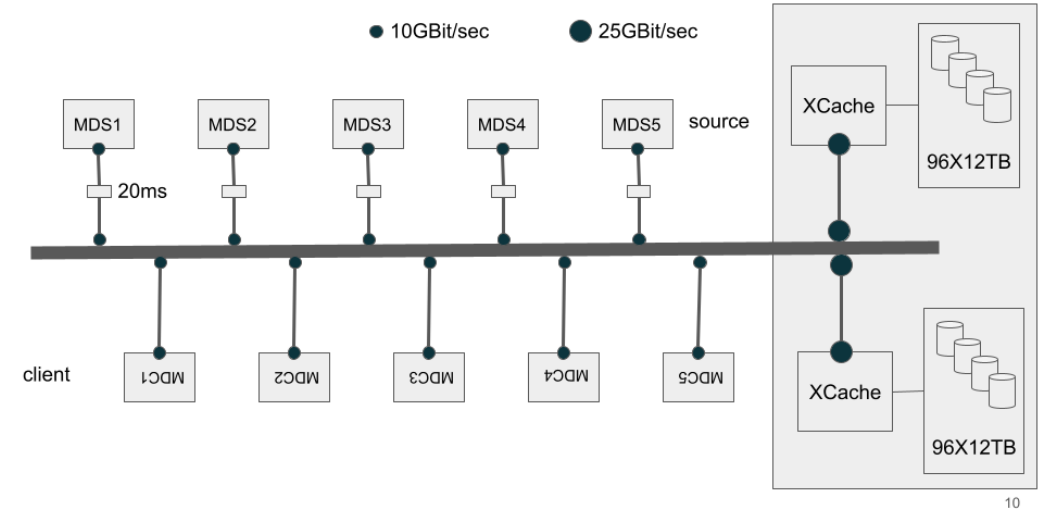 10GBit/sec
25GBit/sec
XCache
96X12TB
MDS1
MDS2
MDS3
MDS4
MDS5
source
20ms
client
MDC1
MDC2
MDC3
MDC4
MDC5
XCache
96X12TB
10